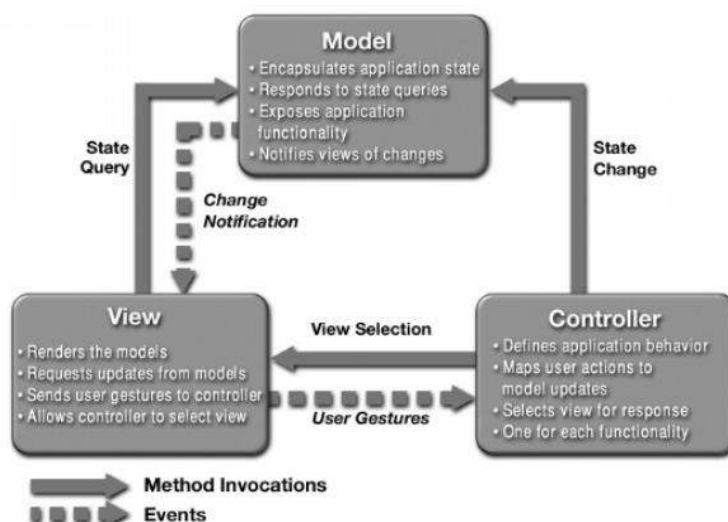 Model
• Encapsulates application state
• Responds to state queries
• Exposes application
functionality
• Notifies views of changes
State
Query
Change
Notification
State
Change
View
• Renders the models
• Requests updates from models
• Sends user gestures to controller
• Allows controller to select view
View Selection
User Gestures
Controller
• Defines application behavior
• Maps user actions to
model updates
• Selects view for response
• One for each functionality
Method Invocations
Events